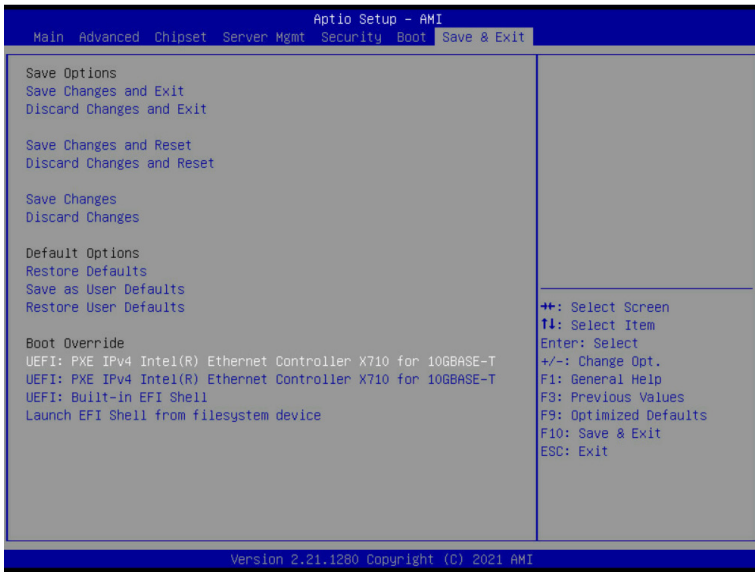 Aptio Setup – AMI
Main Advanced Chipset Server Mgmt Security Boot Save & Exit
Save Options
Save Changes and Exit
Discard Changes and Exit
Save Changes and Reset
Discard Changes and Reset
Save Changes
Discard Changes
Default Options
Restore Defaults
Save as User Defaults
Restore User Defaults
Boot Override
UEFI: PXE IPv4 Intel(R) Ethernet Controller X710 for 10GBASE-T
UEFI: PXE IPv4 Intel(R) Ethernet Controller X710 for 10GBASE-T
UEFI: Built-in EFI Shell
Launch EFI Shell from filesystem device
→←: Select Screen
↑↓: Select Item
Enter: Select
+/-: Change Opt.
F1: General Help
F3: Previous Values
F9: Optimized Defaults
F10: Save & Exit
ESC: Exit
Version 2.21.1280 Copyright (C) 2021 AMI